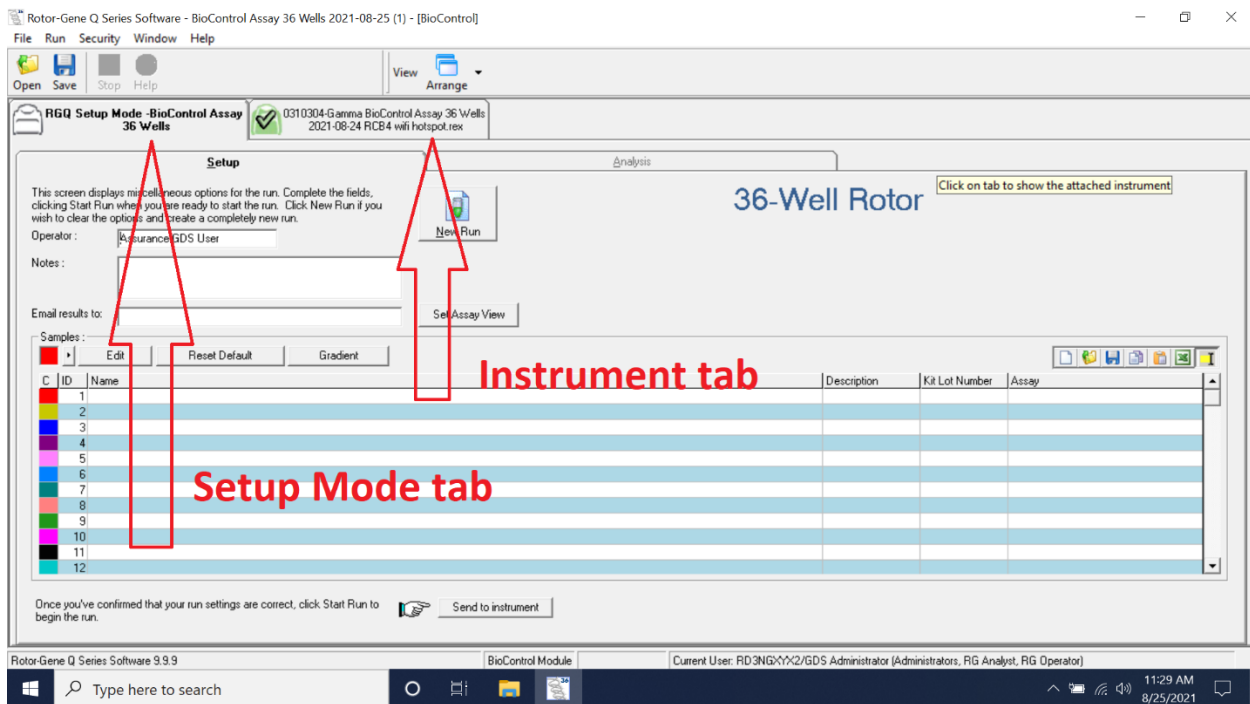 Rotor-Gene Q Series Software - BioControl Assay 36 Wells 2021-08-25 (1) - [BioControl]
File Run Security Window Help
Open Save Stop Help View Arrange
RGQ Setup Mode -BioControl Assay
36 Wells
0310304-Gamma BioControl Assay 36 Wells
2021-08-24 RCB4 wifi hotspot.rex
Setup Analysis
This screen displays miscellaneous options for the run. Complete the fields,
clicking Start Run when you are ready to start the run. Click New Run if you
wish to clear the options and create a completely new run.
New Run
36-Well Rotor
Click on tab to show the attached instrument
Operator : Assurance GDS User
Notes :
Email results to: Set Assay View
Samples :
Edit Reset Default Gradient
Instrument tab
C ID Name Description Kit Lot Number Assay
1
2
3
4
5
6
7
Setup Mode tab
8
9
10
11
12
Once you've confirmed that your run settings are correct, click Start Run to
begin the run.
Send to instrument
Rotor-Gene Q Series Software 9.9.9 BioControl Module Current User: RD3NGXYX2/GDS Administrator (Administrators, RG Analyst, RG Operator)
Type here to search
36
11:29 AM
8/25/2021